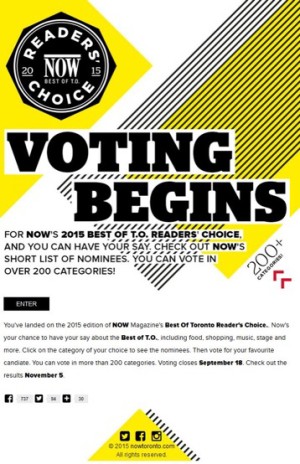 READERS'
20 NOW 15
BEST OF T.O.
CHOICE
VOTING
BEGINS
FOR NOW'S 2015 BEST OF T.O. READERS' CHOICE,
AND YOU CAN HAVE YOUR SAY. CHECK OUT NOW'S
SHORT LIST OF NOMINEES. YOU CAN VOTE IN
OVER 200 CATEGORIES!
200+
CATEGORIES!
ENTER
You've landed on the 2015 edition of NOW Magazine's Best Of Toronto Reader's Choice.. Now's
your chance to have your say about the Best of T.O.. including food, shopping, music, stage and
more. Click on the category of your choice to see the nominees. Then vote for your favourite
candiate. You can vote in more than 200 categories. Voting closes September 18. Check out the
results November 5.
737 94 30
© 2015 nowtoronto.com
All rights reserved.